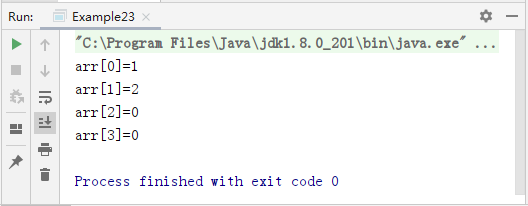 Run: Example23
"C:\Program Files\Java\jdk1.8.0_201\bin\java.exe" ...
arr[0]=1
arr[1]=2
arr[2]=0
arr[3]=0
Process finished with exit code 0